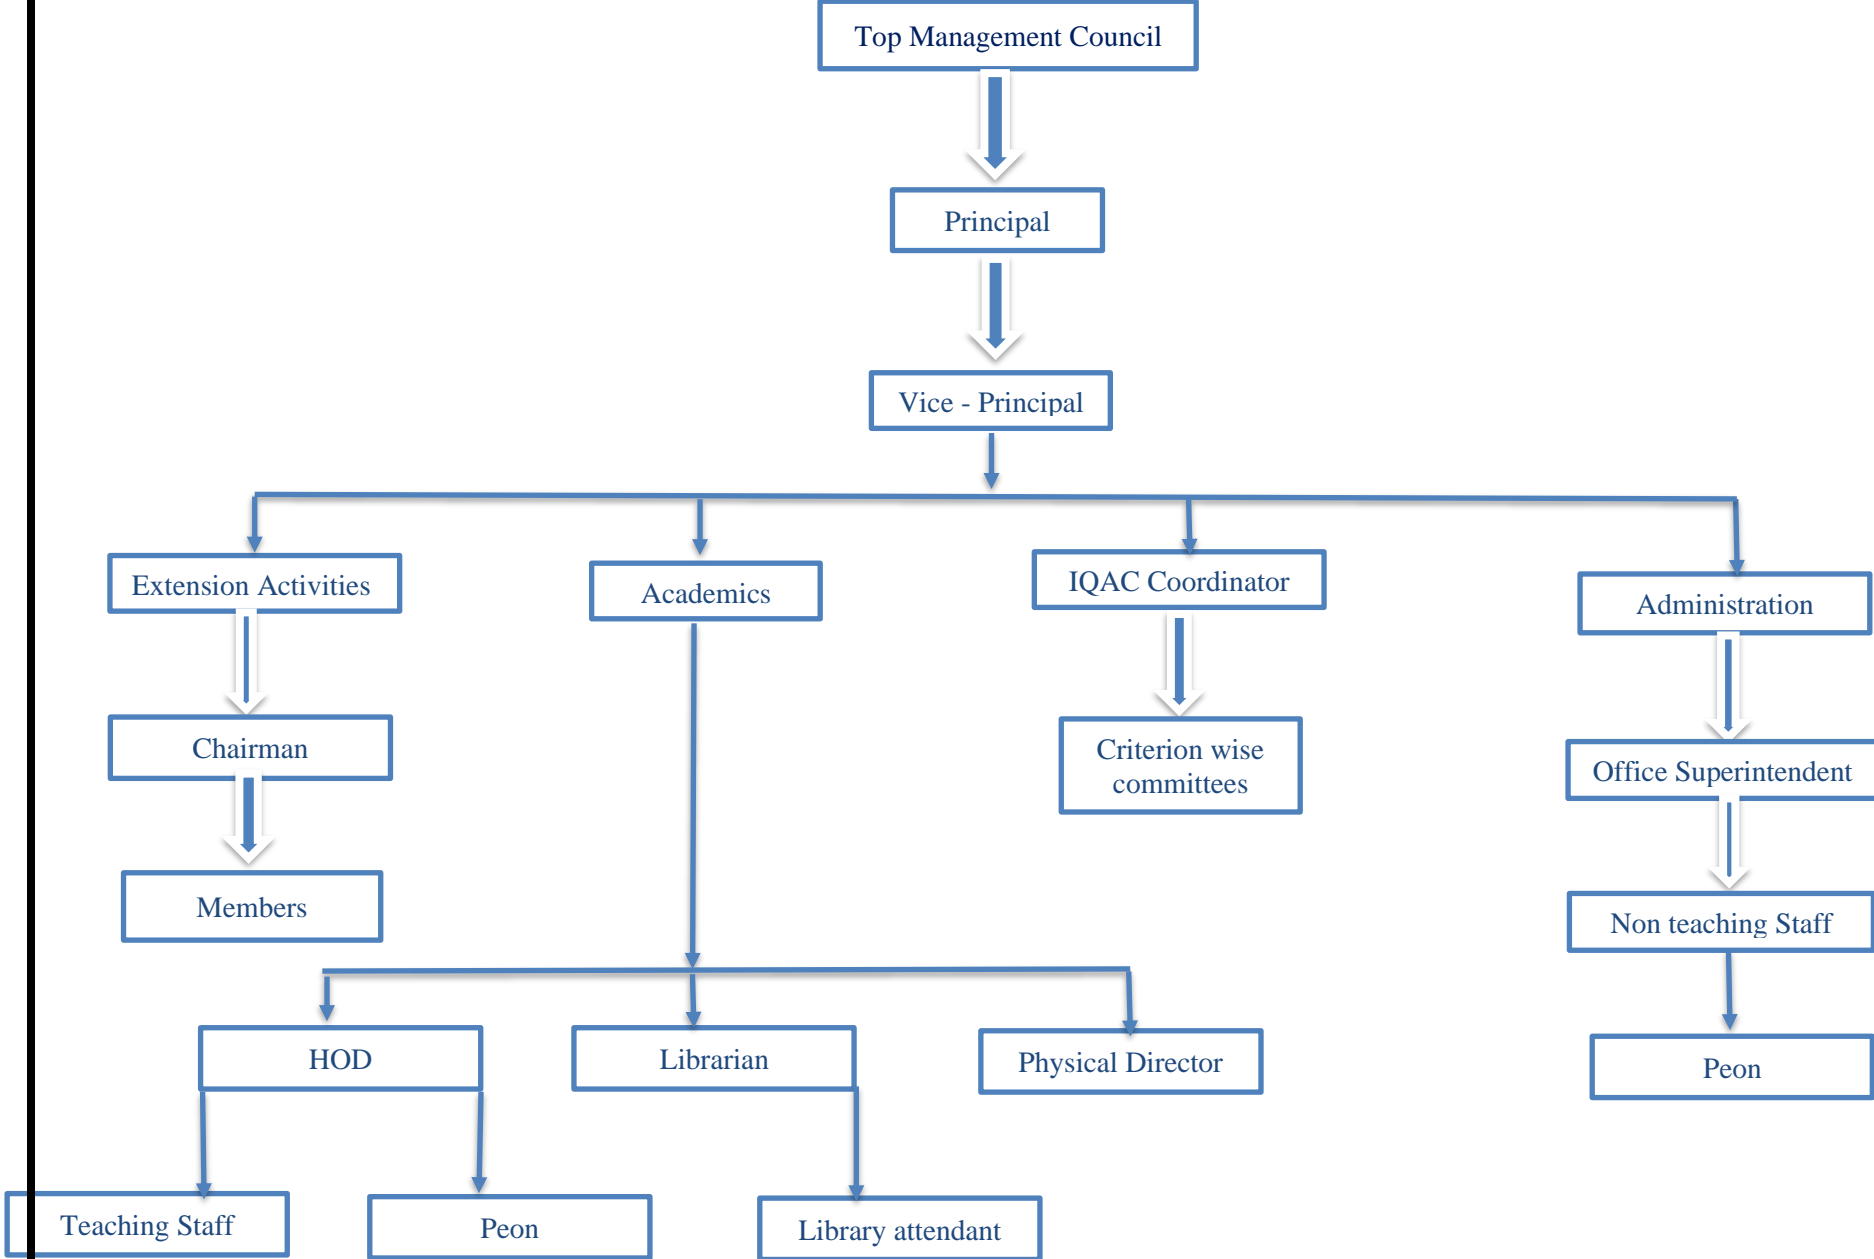 Top Management Council
Principal
Vice - Principal
Extension Activities
Academics
IQAC Coordinator
Administration
Chairman
Criterion wise
committees
Office Superintendent
Members
Non teaching Staff
HOD
Librarian
Physical Director
Peon
Teaching Staff
Peon
Library attendant